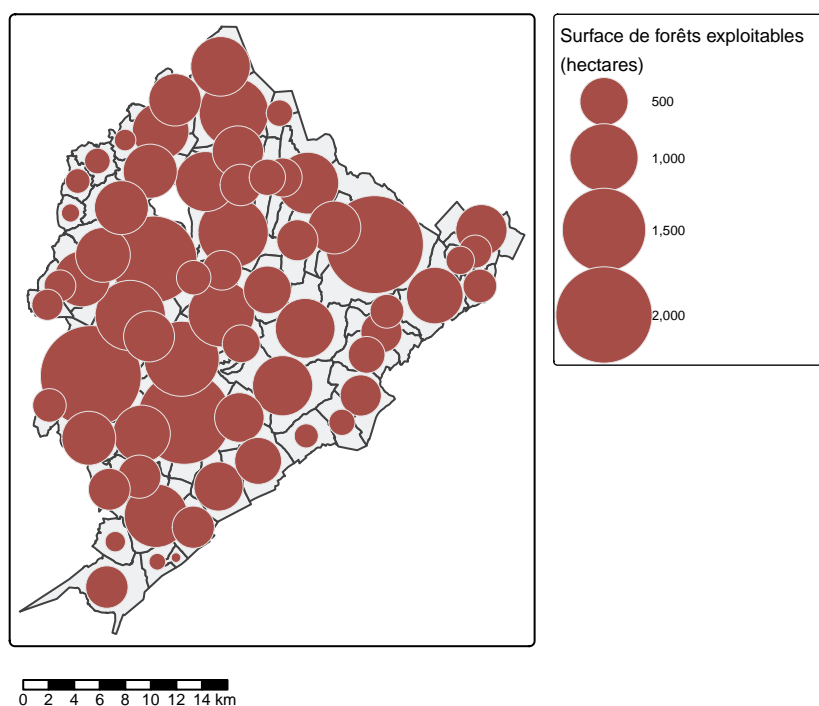 Surface de forêts exploitables
(hectares)
500
1,000
1,500
2,000
0 2 4 6 8 10 12 14 km